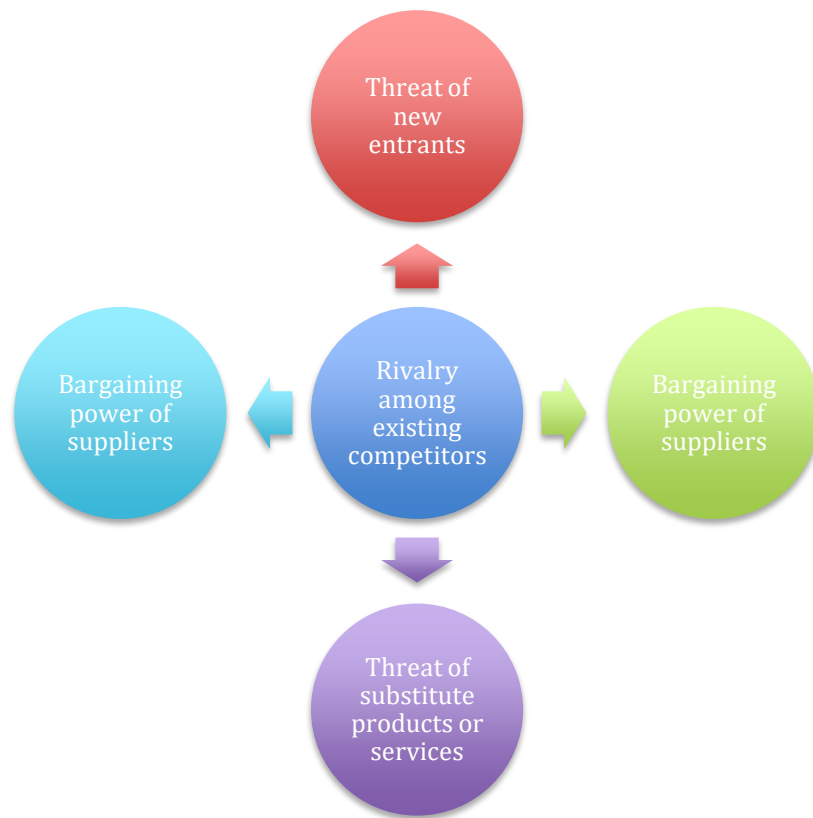 Threat of
new
entrants
Bargaining
power of
suppliers
Rivalry
among
existing
competitors
Bargaining
power of
suppliers
Threat of
substitute
products or
services